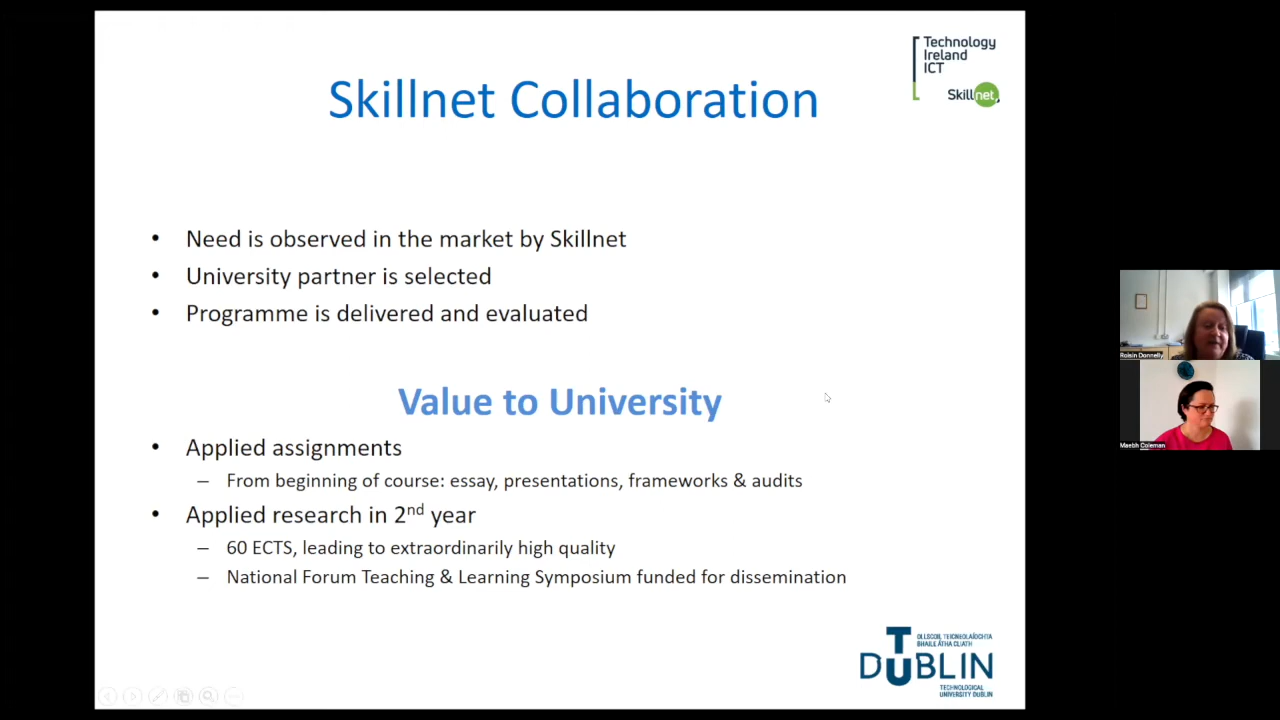 Technology
Ireland
ICT
Skillnet
Skillnet Collaboration
• Need is observed in the market by Skillnet
• University partner is selected
• Programme is delivered and evaluated
Value to University
• Applied assignments
– From beginning of course: essay, presentations, frameworks & audits
• Applied research in 2nd year
– 60 ECTS, leading to extraordinarily high quality
– National Forum Teaching & Learning Symposium funded for dissemination
Roisin Donnelly
Maebh Coleman
OLLSCOIL TEICNEOLAÍOCHTA
BHAILE ÁTHA CLIATH
TU DUBLIN
TECHNOLOGICAL
UNIVERSITY DUBLIN